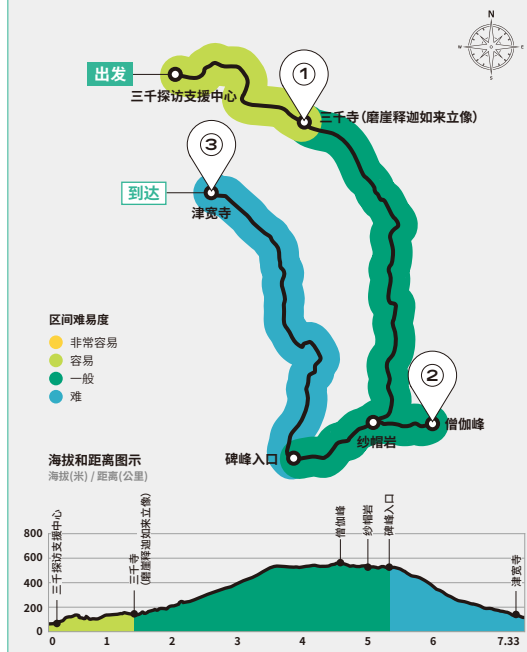 N
W
E
S
出发
三千探访支援中心
1
三千寺（磨崖释迦如来立像）
3
到达
津宽寺
区间难易度
非常容易
容易
一般
难
2
僧伽峰
纱帽岩
碑峰入口
海拔和距离图示
海拔(米) / 距离(公里)
三千探访支援中心
三千寺
（磨崖释迦如来立像）
僧伽峰
纱帽岩
碑峰入口
津宽寺
800
600
400
200
0
0 1 2 3 4 5 6 7.33